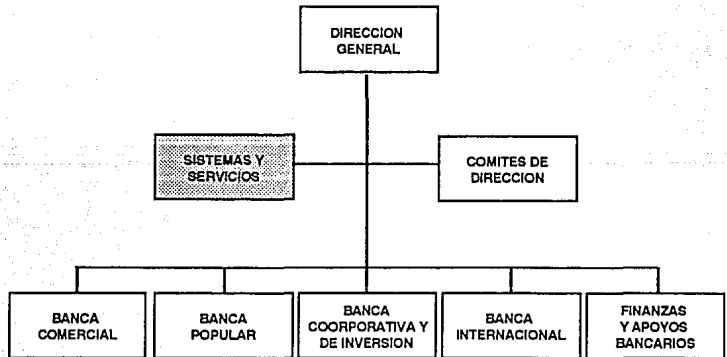 DIRECCION
GENERAL
SISTEMAS Y
SERVICIOS
COMITES DE
DIRECCION
BANCA
COMERCIAL
BANCA
POPULAR
BANCA
COORPORATIVA Y
DE INVERSION
BANCA
INTERNACIONAL
FINANZAS
Y APOYOS
BANCARIOS